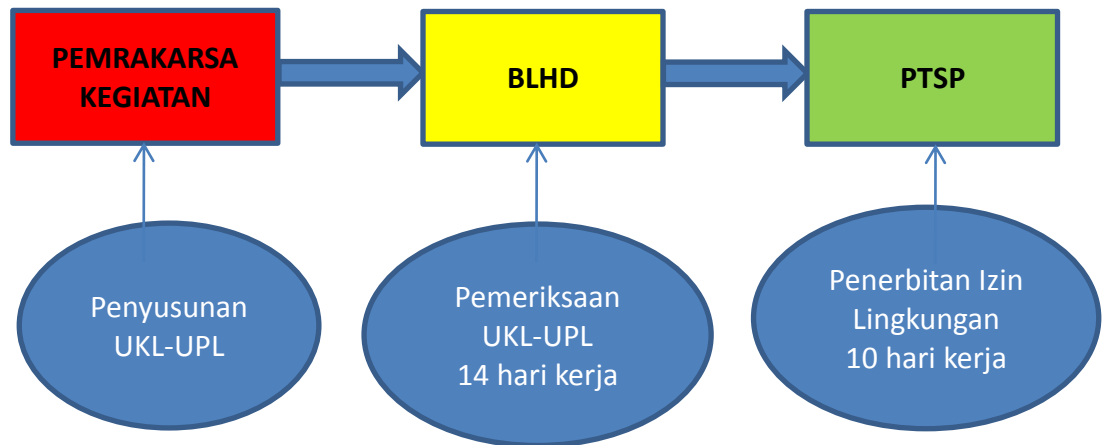 PEMRAKARSA
KEGIATAN
BLHD
PTSP
Penyusunan
UKL-UPL
Pemeriksaan
UKL-UPL
14 hari kerja
Penerbitan Izin
Lingkungan
10 hari kerja